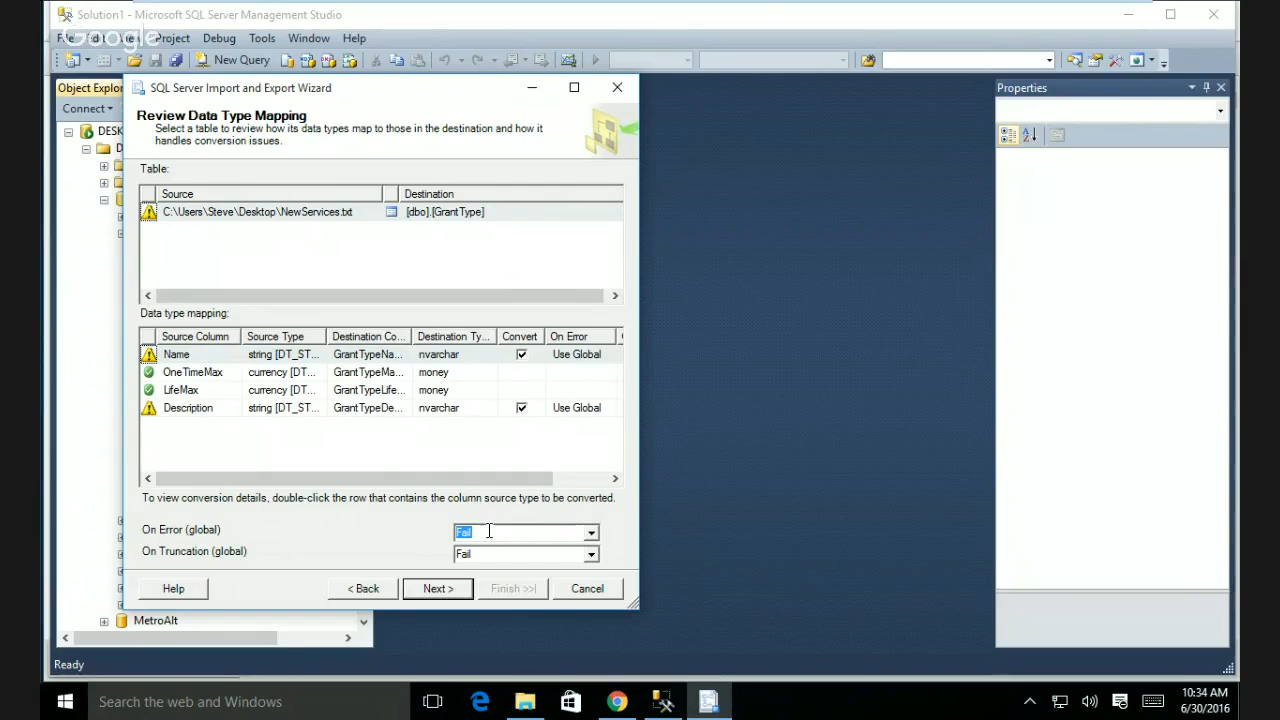 Solution1 - Microsoft SQL Server Management Studio
Google
Project Debug Tools Window Help
New Query
Object Explor
Connect
DESK
D
MetroAlt
Ready
SQL Server Import and Export Wizard
Review Data Type Mapping
Select a table to review how its data types map to those in the destination and how it
handles conversion issues.
Table:
Source Destination
C:\Users\Steve\Desktop\NewServices.txt [dbo].[GrantType]
Data type mapping:
Source Column Source Type Destination Co... Destination Ty... Convert On Error
Name string [DT_ST... GrantTypeNa... nvarchar Use Global
OneTimeMax currency [DT... GrantTypeMa... money
LifeMax currency [DT... GrantTypeLife... money
Description string [DT_ST... GrantTypeDe... nvarchar Use Global
To view conversion details, double-click the row that contains the column source type to be converted.
On Error (global) Fail
On Truncation (global) Fail
Help < Back Next > Finish >>| Cancel
Properties
Search the web and Windows
10:34 AM
6/30/2016